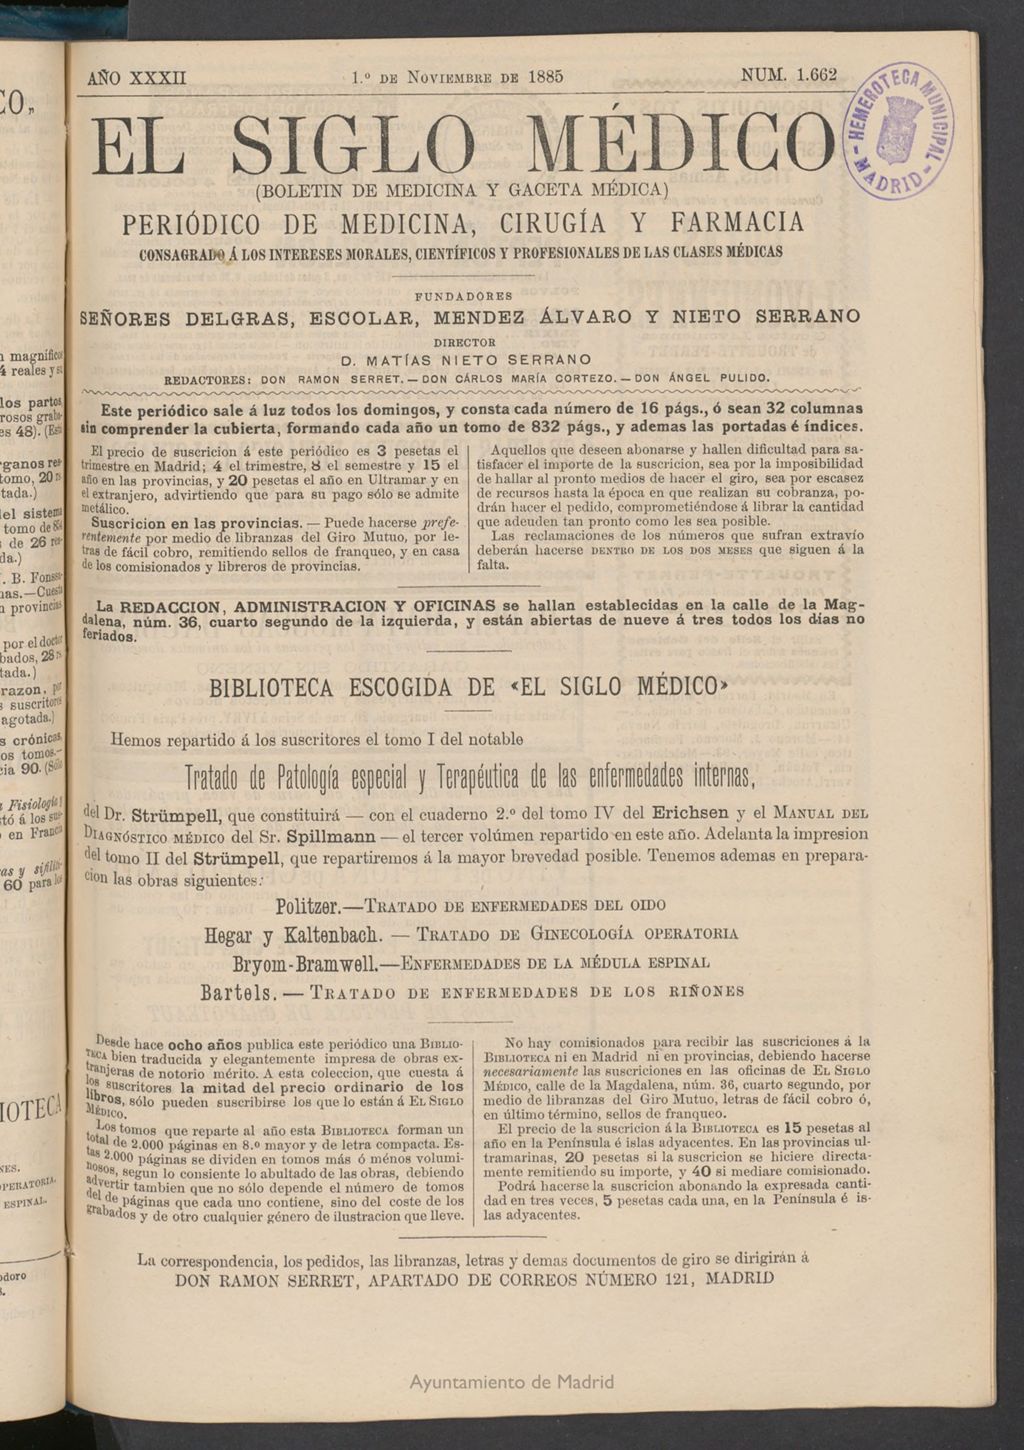 AÑO XXXII 1.º DE NOVIEMBRE DE 1885 NUM. 1.662
EL SIGLO MÉDICO
(BOLETIN DE MEDICINA Y GACETA MÉDICA)
PERIÓDICO DE MEDICINA, CIRUGÍA Y FARMACIA
CONSAGRADO Á LOS INTERESES MORALES, CIENTÍFICOS Y PROFESIONALES DE LAS CLASES MÉDICAS
HEMEROTECA MUNICIPAL
MADRID
FUNDADORES
SEÑORES DELGRAS, ESCOLAR, MENDEZ ÁLVARO Y NIETO SERRANO
DIRECTOR
D. MATÍAS NIETO SERRANO
REDACTORES: DON RAMON SERRET.—DON CÁRLOS MARÍA CORTEZO.—DON ÁNGEL PULIDO.
Este periódico sale á luz todos los domingos, y consta cada número de 16 págs., ó sean 32 columnas
sin comprender la cubierta, formando cada año un tomo de 832 págs., y ademas las portadas é índices.
El precio de suscricion á este periódico es 3 pesetas el
trimestre en Madrid; 4 el trimestre, 8 el semestre y 15 el
año en las provincias, y 20 pesetas el año en Ultramar y en
el extranjero, advirtiendo que para su pago sólo se admite
metálico.
Suscricion en las provincias. — Puede hacerse prefe-
rentemente por medio de libranzas del Giro Mutuo, por le-
tras de fácil cobro, remitiendo sellos de franqueo, y en casa
de los comisionados y libreros de provincias.
Aquellos que deseen abonarse y hallen dificultad para sa-
tisfacer el importe de la suscricion, sea por la imposibilidad
de hallar al pronto medios de hacer el giro, sea por escasez
de recursos hasta la época en que realizan su cobranza, po-
drán hacer el pedido, comprometiéndose á librar la cantidad
que adeuden tan pronto como les sea posible.
Las reclamaciones de los números que sufran extravío
deberán hacerse DENTRO DE LOS DOS MESES que siguen á la
falta.
La REDACCION, ADMINISTRACION Y OFICINAS se hallan establecidas en la calle de la Mag-
dalena, núm. 36, cuarto segundo de la izquierda, y están abiertas de nueve á tres todos los dias no
feriados.
BIBLIOTECA ESCOGIDA DE «EL SIGLO MÉDICO»
Hemos repartido á los suscritores el tomo I del notable
Tratado de Patología especial y Terapéutica de las enfermedades internas,
del Dr. Strümpell, que constituirá — con el cuaderno 2.º del tomo IV del Erichsen y el MANUAL DEL
DIAGNÓSTICO MÉDICO del Sr. Spillmann — el tercer volúmen repartido en este año. Adelanta la impresion
del tomo II del Strümpell, que repartiremos á la mayor brevedad posible. Tenemos ademas en prepara-
cion las obras siguientes:
Politzer.—TRATADO DE ENFERMEDADES DEL OIDO
Hegar y Kaltenbach. — TRATADO DE GINECOLOGÍA OPERATORIA
Bryom-Bramwell.—ENFERMEDADES DE LA MÉDULA ESPINAL
Bartels. — TRATADO DE ENFERMEDADES DE LOS RIÑONES
Desde hace ocho años publica este periódico una BIBLIO-
TECA bien traducida y elegantemente impresa de obras ex-
tranjeras de notorio mérito. A esta coleccion, que cuesta á
los suscritores la mitad del precio ordinario de los
libros, sólo pueden suscribirse los que lo están á EL SIGLO
MÉDICO.
Los tomos que reparte al año esta BIBLIOTECA forman un
total de 2.000 páginas en 8.º mayor y de letra compacta. Es-
tas 2.000 páginas se dividen en tomos más ó ménos volumi-
nosos, segun lo consiente lo abultado de las obras, debiendo
advertir tambien que no sólo depende el número de tomos
del de páginas que cada uno contiene, sino del coste de los
grabados y de otro cualquier género de ilustracion que lleve.
No hay comisionados para recibir las suscriciones á la
BIBLIOTECA ni en Madrid ni en provincias, debiendo hacerse
necesariamente las suscriciones en las oficinas de EL SIGLO
MÉDICO, calle de la Magdalena, núm. 36, cuarto segundo, por
medio de libranzas del Giro Mutuo, letras de fácil cobro ó,
en último término, sellos de franqueo.
El precio de la suscricion á la BIBLIOTECA es 15 pesetas al
año en la Península é islas adyacentes. En las provincias ul-
tramarinas, 20 pesetas si la suscricion se hiciere directa-
mente remitiendo su importe, y 40 si mediare comisionado.
Podrá hacerse la suscricion abonando la expresada canti-
dad en tres veces, 5 pesetas cada una, en la Península é is-
las adyacentes.
La correspondencia, los pedidos, las libranzas, letras y demas documentos de giro se dirigirán á
DON RAMON SERRET, APARTADO DE CORREOS NÚMERO 121, MADRID
Ayuntamiento de Madrid